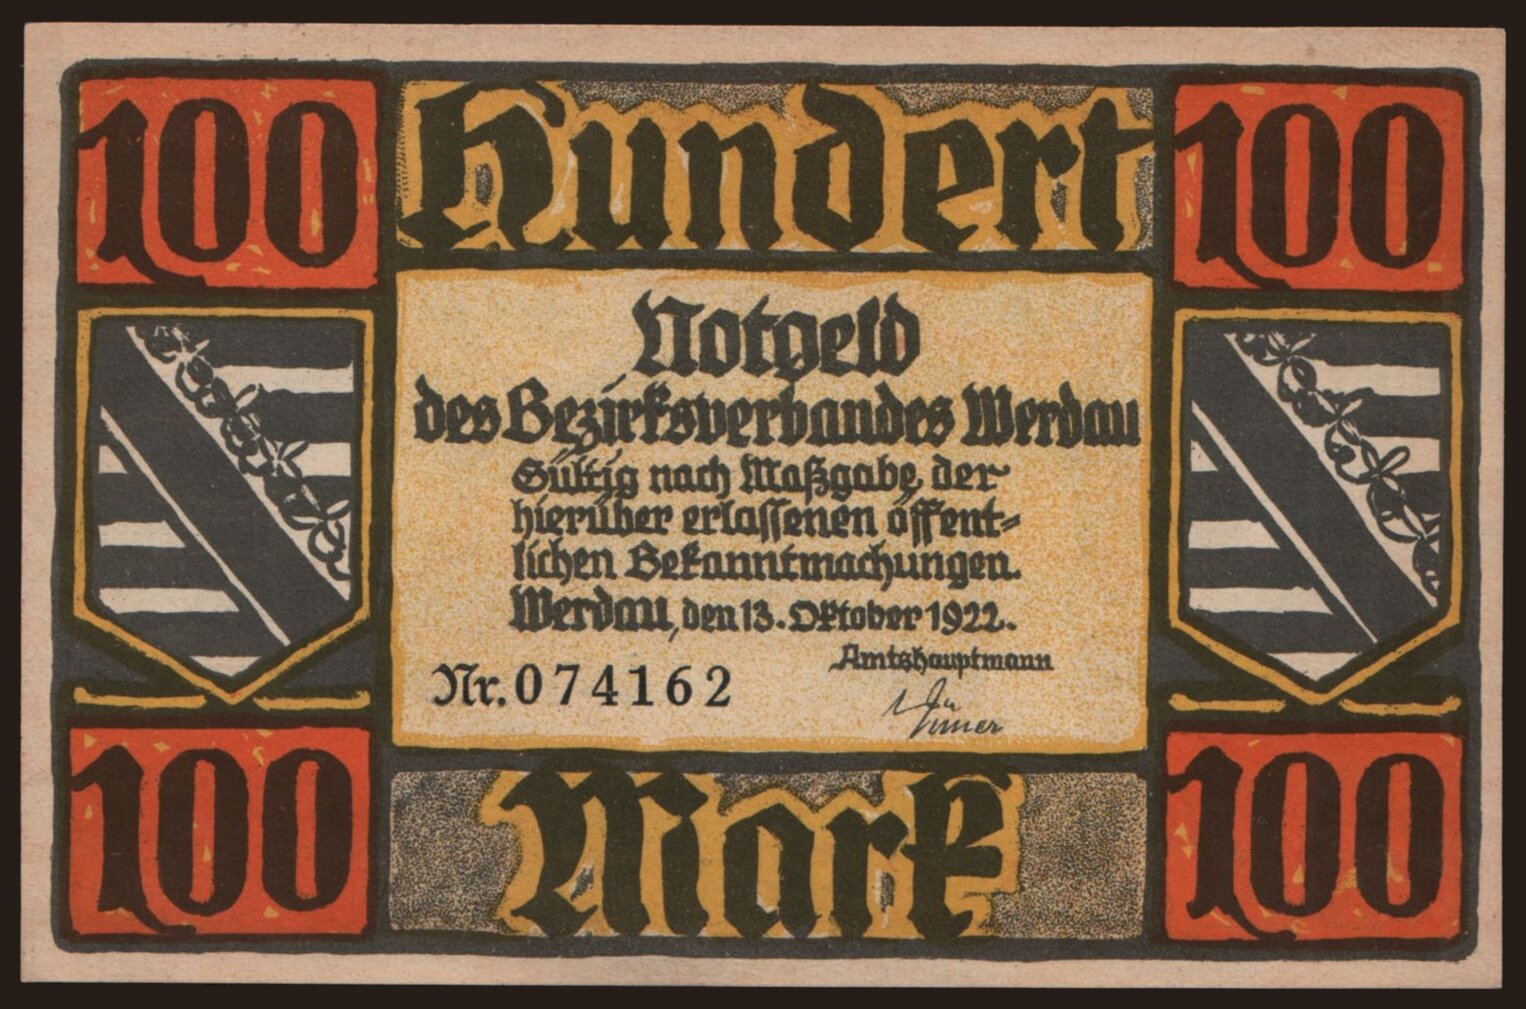 100 Hundert 100
Notgeld
des Bezirksverbandes Werdau
Gültig nach Maßgabe der
hierüber erlassenen öffent-
lichen Bekanntmachungen.
Werdau, den 13. Oktober 1922.
Amtshauptmann
Nr. 074162
100 Mark 100